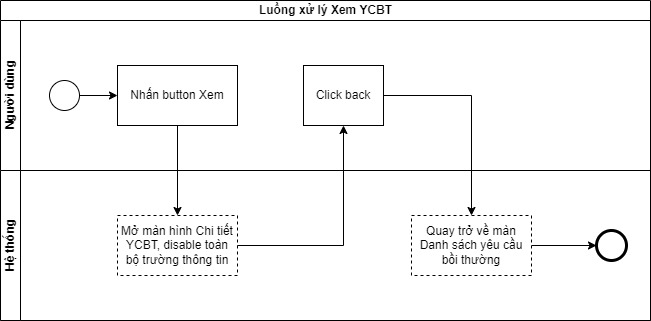 Luồng xử lý Xem YCBT
Người dùng
Nhấn button Xem
Click back
Hệ thống
Mở màn hình Chi tiết
YCBT, disable toàn
bộ trường thông tin
Quay trở về màn
Danh sách yêu cầu
bồi thường